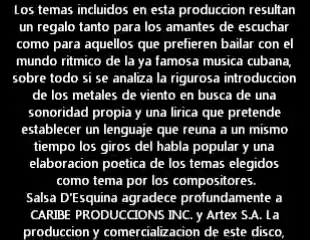 Los temas incluidos en esta produccion resultan
un regalo tanto para los amantes de escuchar
como para aquellos que prefieren bailar con el
mundo ritmico de la ya famosa musica cubana,
sobre todo si se analiza la rigurosa introduccion
de los metales de viento en busca de una
sonoridad propia y una lirica que pretende
establecer un lenguaje que reuna a un mismo
tiempo los giros del habla popular y una
elaboracion poetica de los temas elegidos
como tema por los compositores.
Salsa D'Esquina agradece profundamente a
CARIBE PRODUCCIONS INC. y Artex S.A. La
produccion y comercializacion de este disco,